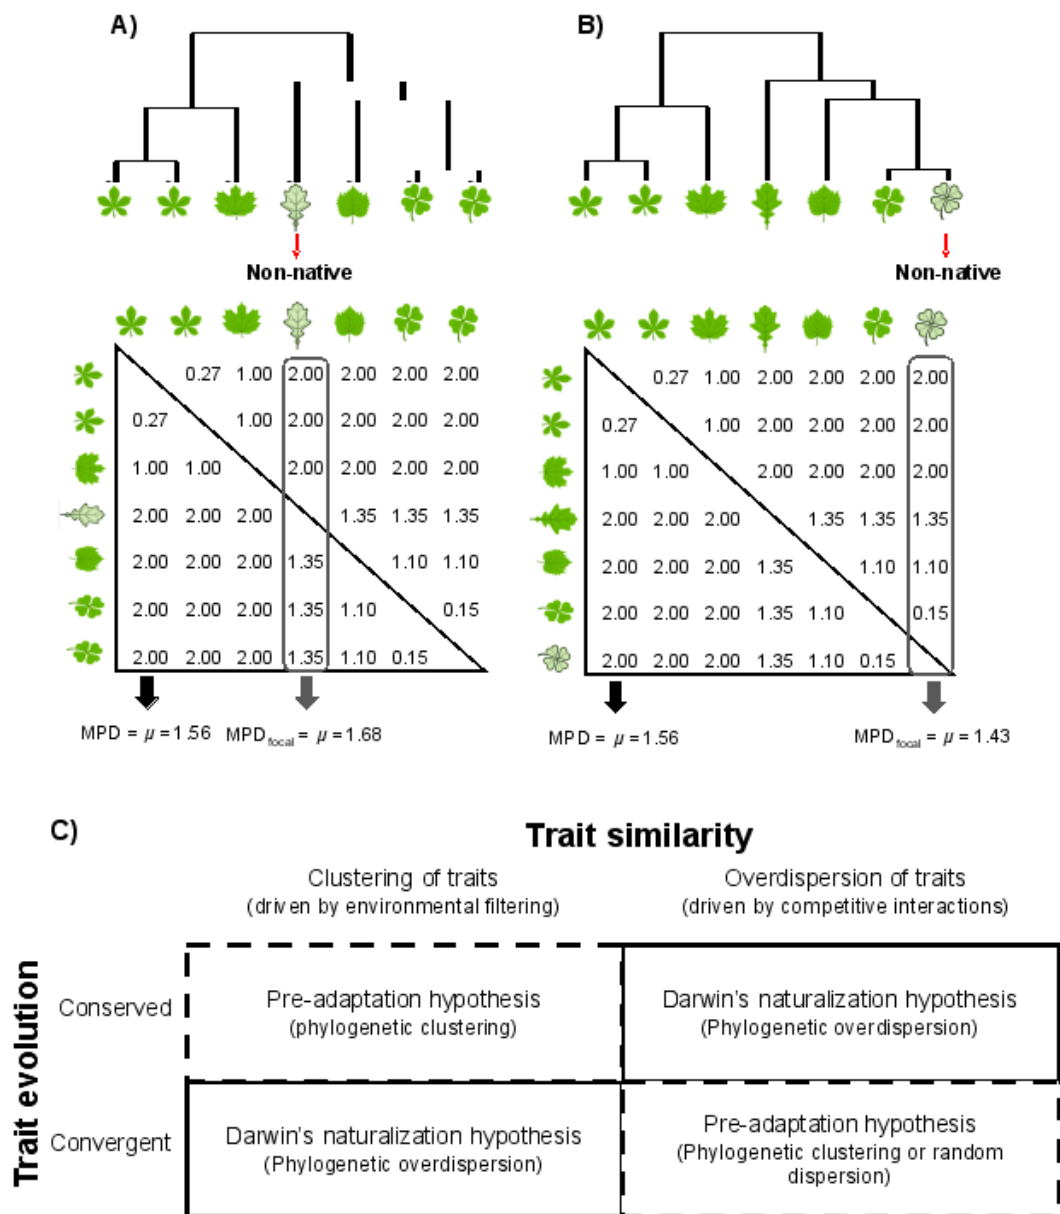 A)
B)
Non-native
Non-native
0.27 1.00 2.00 2.00 2.00 2.00
0.27 1.00 2.00 2.00 2.00 2.00
1.00 1.00 2.00 2.00 2.00 2.00
2.00 2.00 2.00 1.35 1.35 1.35
2.00 2.00 2.00 1.35 1.10 1.10
2.00 2.00 2.00 1.35 1.10 0.15
2.00 2.00 2.00 1.35 1.10 0.15
MPD = μ = 1.56 MPDfocal = μ = 1.68
0.27 1.00 2.00 2.00 2.00 2.00
0.27 1.00 2.00 2.00 2.00 2.00
1.00 1.00 2.00 2.00 2.00 2.00
2.00 2.00 2.00 1.35 1.35 1.35
2.00 2.00 2.00 1.35 1.10 1.10
2.00 2.00 2.00 1.35 1.10 0.15
2.00 2.00 2.00 1.35 1.10 0.15
MPD = μ = 1.56 MPDfocal = μ = 1.43
C)
Trait similarity
Clustering of traits
(driven by environmental filtering)
Overdispersion of traits
(driven by competitive interactions)
Trait evolution
Conserved
Pre-adaptation hypothesis
(phylogenetic clustering)
Darwin's naturalization hypothesis
(Phylogenetic overdispersion)
Convergent
Darwin's naturalization hypothesis
(Phylogenetic overdispersion)
Pre-adaptation hypothesis
(Phylogenetic clustering or random
dispersion)